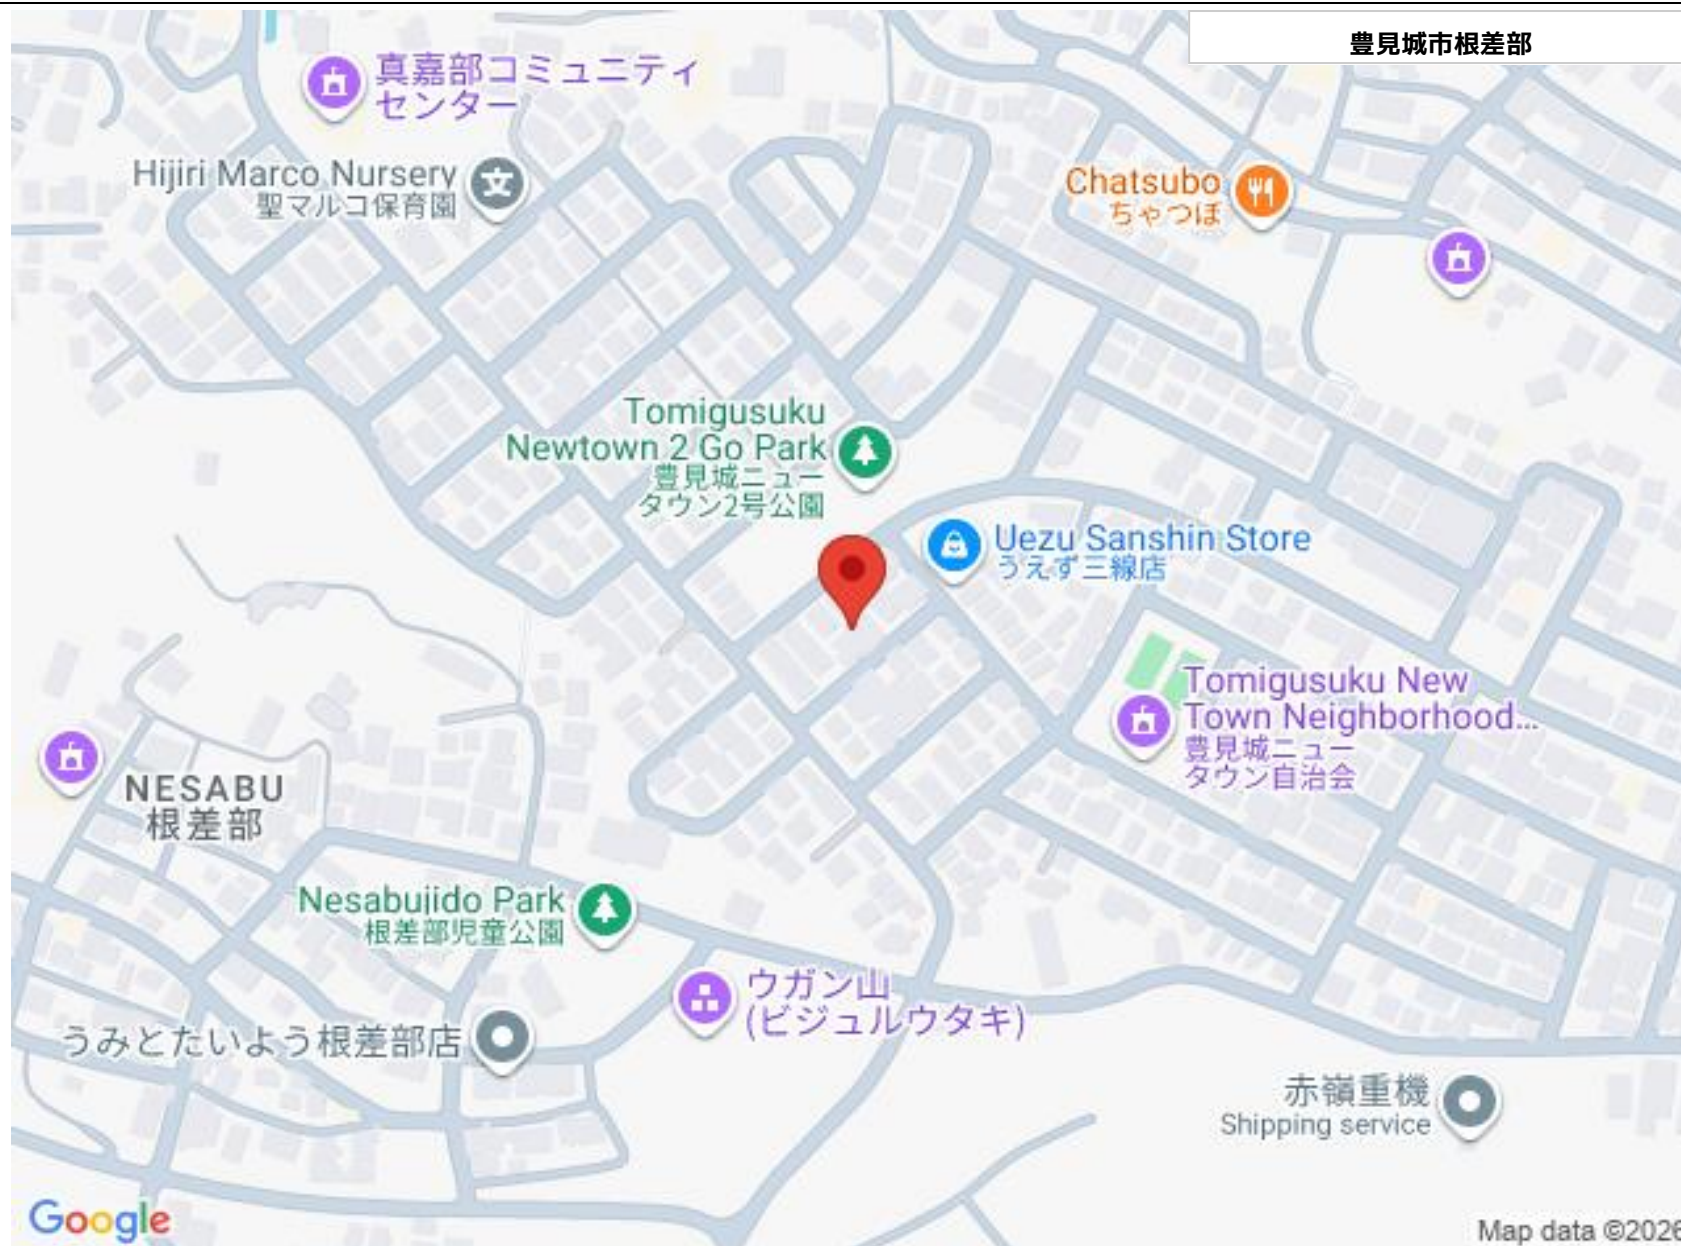 豊見城市根差部
真嘉部コミュニティ
センター
Hijiri Marco Nursery
聖マルコ保育園
Chatsubo
ちゃつぼ
Tomigusuku
Newtown 2 Go Park
豊見城ニュー
タウン2号公園
Uezu Sanshin Store
うえず三線店
Tomigusuku New
Town Neighborhood...
豊見城ニュー
タウン自治会
NESABU
根差部
Nesabujido Park
根差部児童公園
ウガン山
(ビジュルウタキ)
うみとたいよう根差部店
赤嶺重機
Shipping service
Google
Map data ©2026